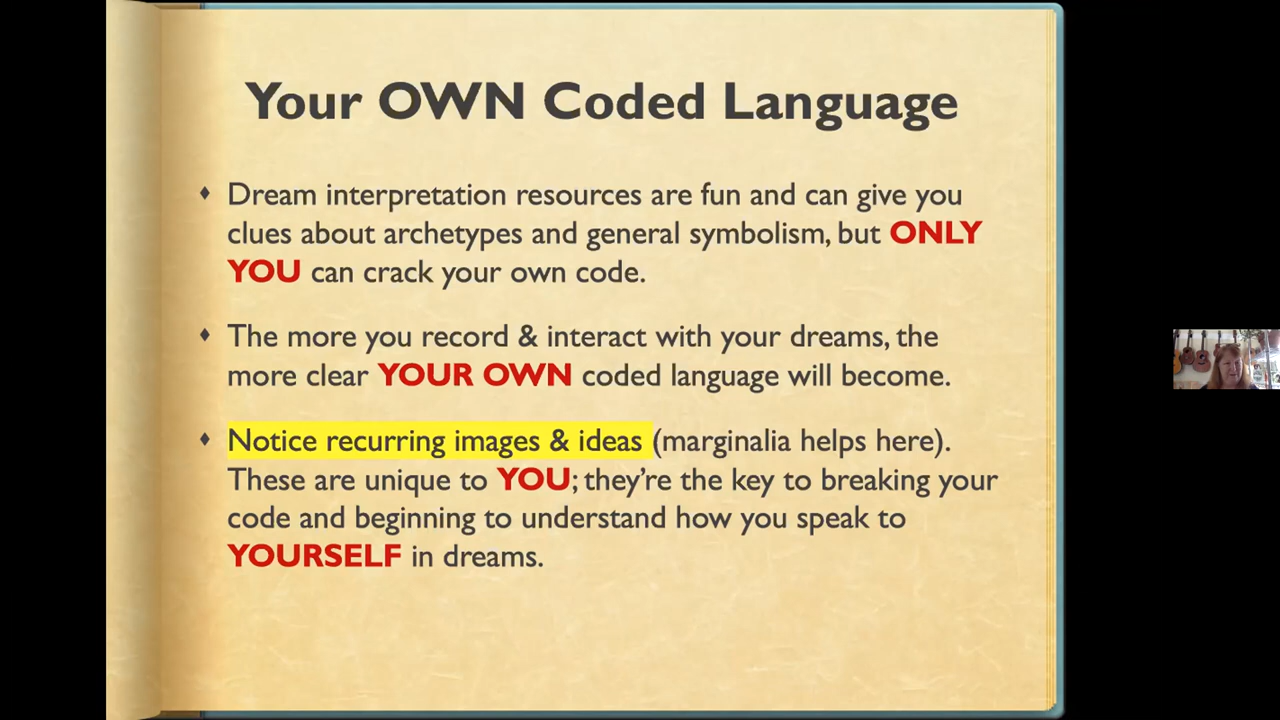 Your OWN Coded Language
Dream interpretation resources are fun and can give you
clues about archetypes and general symbolism, but ONLY
YOU can crack your own code.
The more you record & interact with your dreams, the
more clear YOUR OWN coded language will become.
Notice recurring images & ideas (marginalia helps here).
These are unique to YOU; they’re the key to breaking your
code and beginning to understand how you speak to
YOURSELF in dreams.